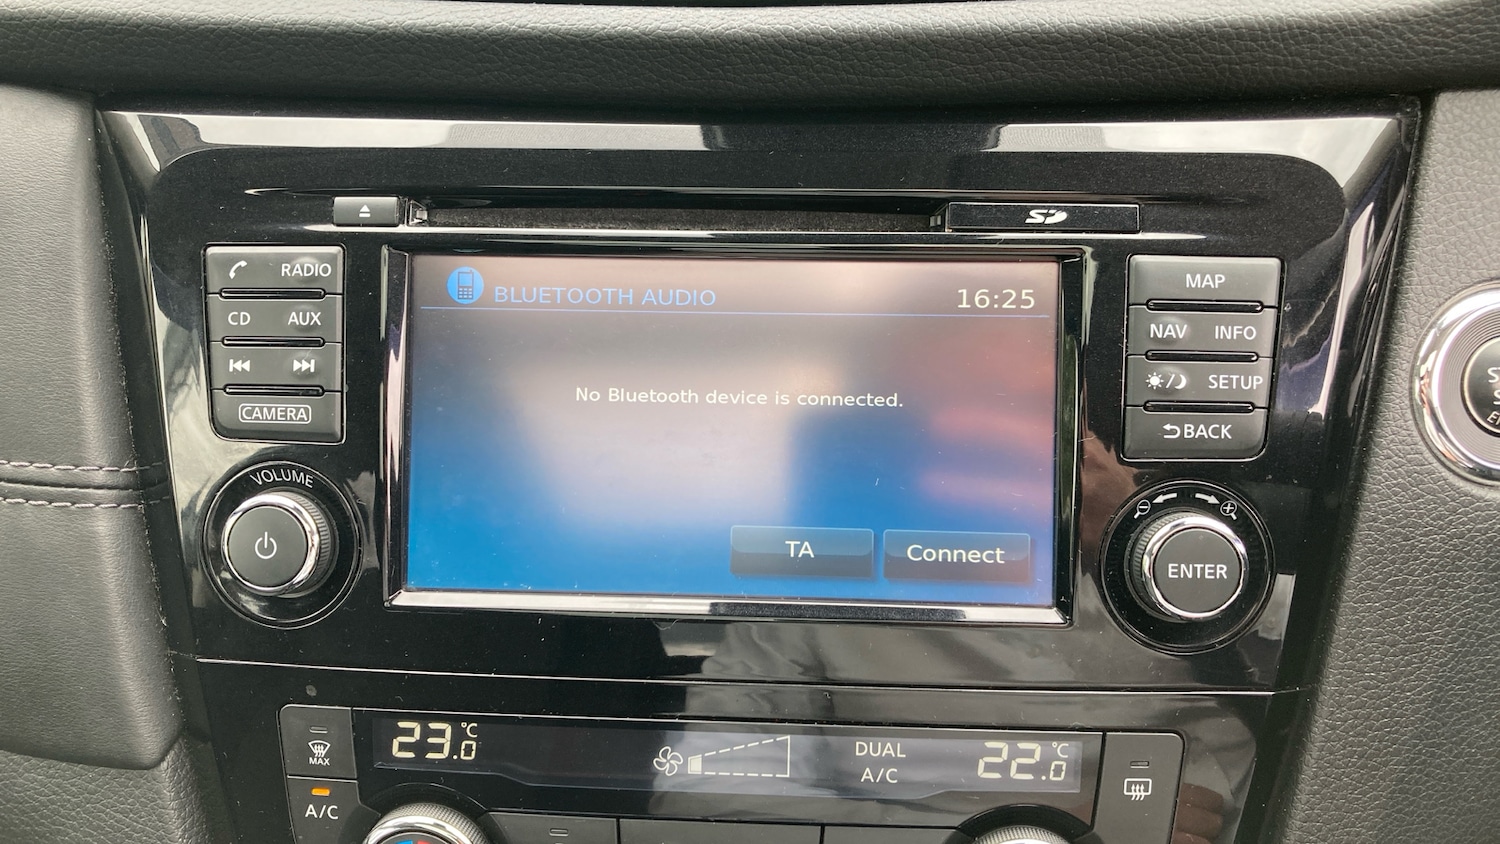 SD
RADIO
CD AUX
CAMERA
VOLUME
BLUETOOTH AUDIO 16:25
No Bluetooth device is connected.
TA Connect
MAP
NAV INFO
SETUP
BACK
ENTER
MAX
A/C
23.0 °C
DUAL
A/C
22.0 °C